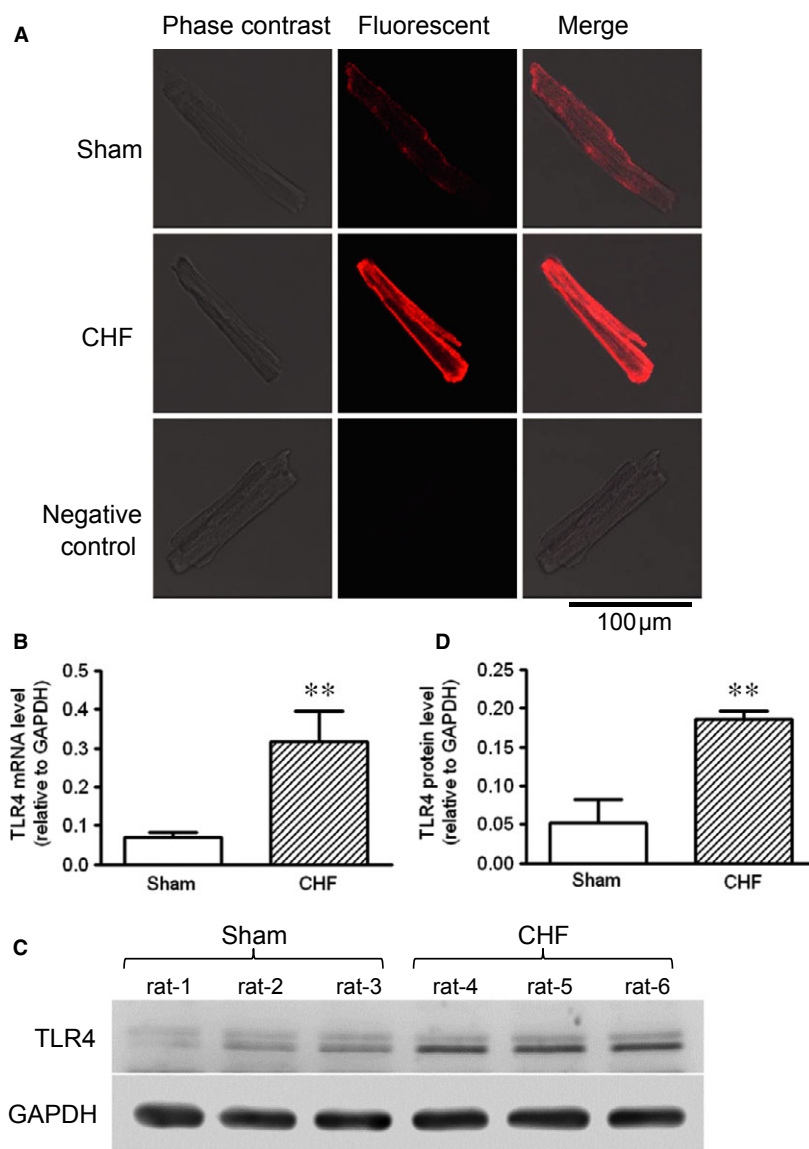 A
Phase contrast Fluorescent Merge
Sham
CHF
Negative
control
100 µm
B
TLR4 mRNA level
(relative to GAPDH)
0.5
0.4
0.3
0.2
0.1
0.0
**
Sham CHF
D
TLR4 protein level
(relative to GAPDH)
0.25
0.20
0.15
0.10
0.05
0.00
**
Sham CHF
C
Sham CHF
rat-1 rat-2 rat-3 rat-4 rat-5 rat-6
TLR4
GAPDH